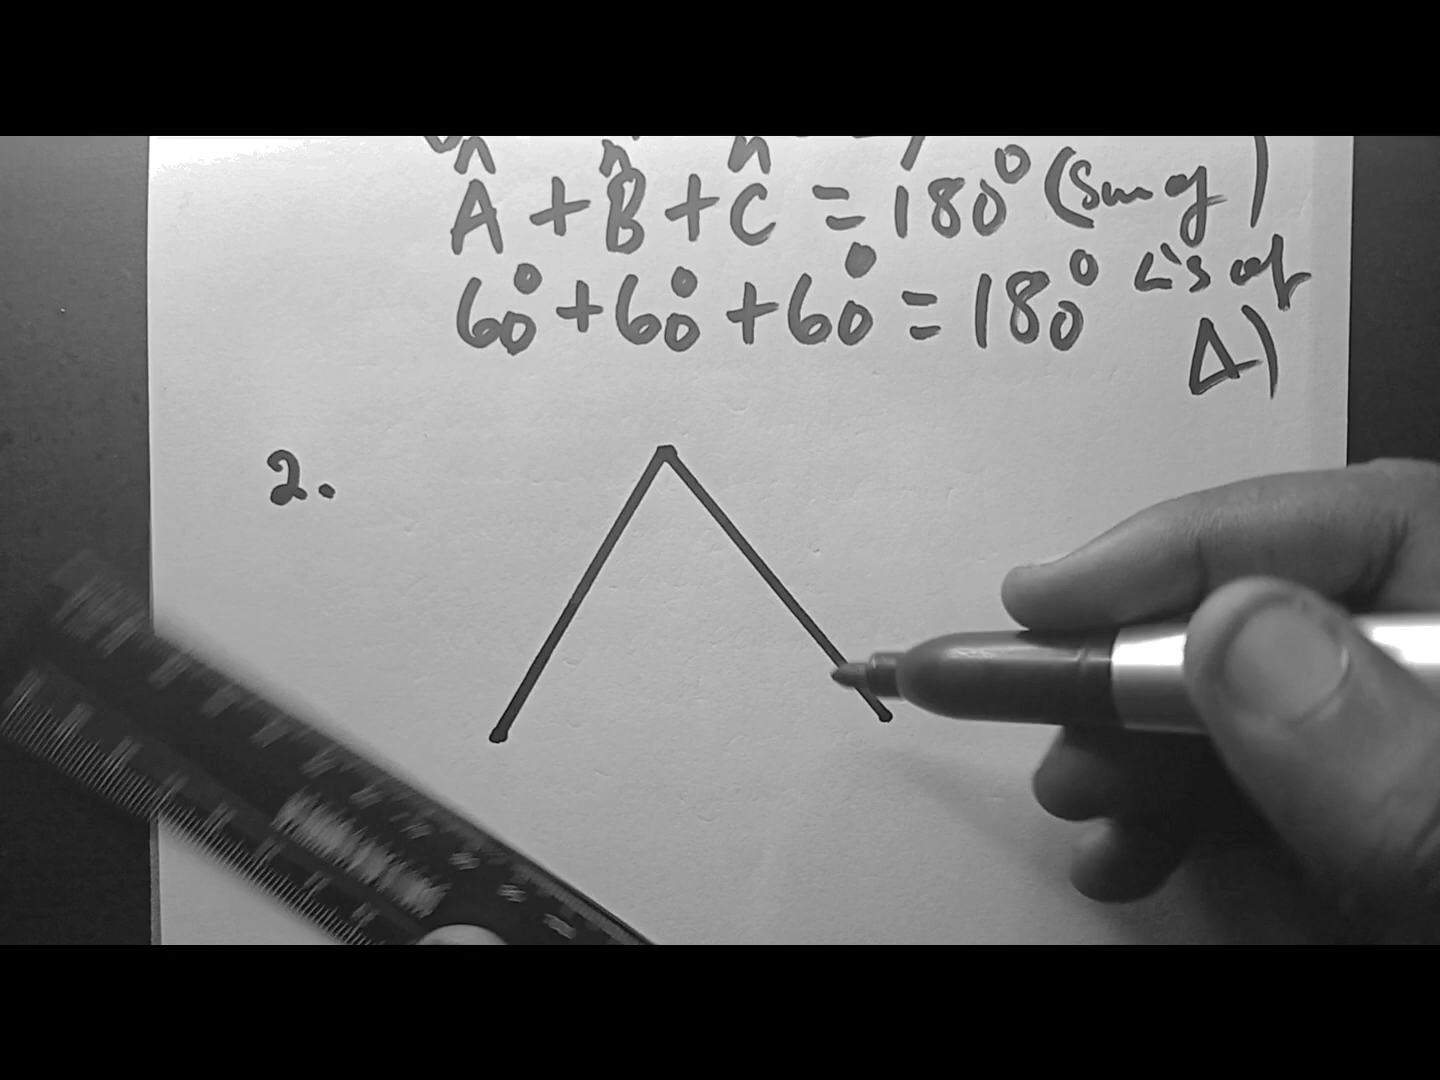 Â + B̂ + Ĉ = 180° (Sum of)
60° + 60° + 60° = 180° <'s of
Δ)
2.